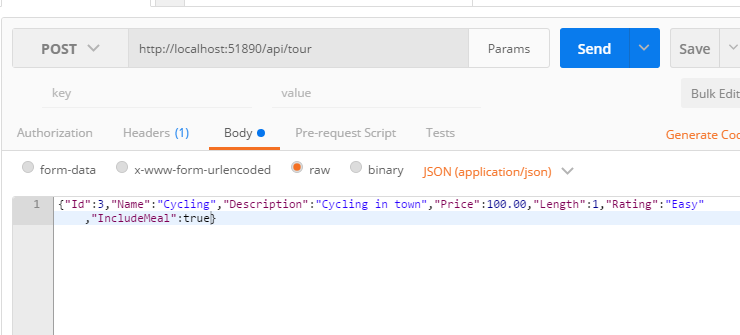 POST http://localhost:51890/api/tour Params Send Save
key value Bulk Edit
Authorization Headers (1) Body Pre-request Script Tests Generate Coo
form-data x-www-form-urlencoded raw binary JSON (application/json)
1 {"Id":3,"Name":"Cycling","Description":"Cycling in town","Price":100.00,"Length":1,"Rating":"Easy"
,"IncludeMeal":true}